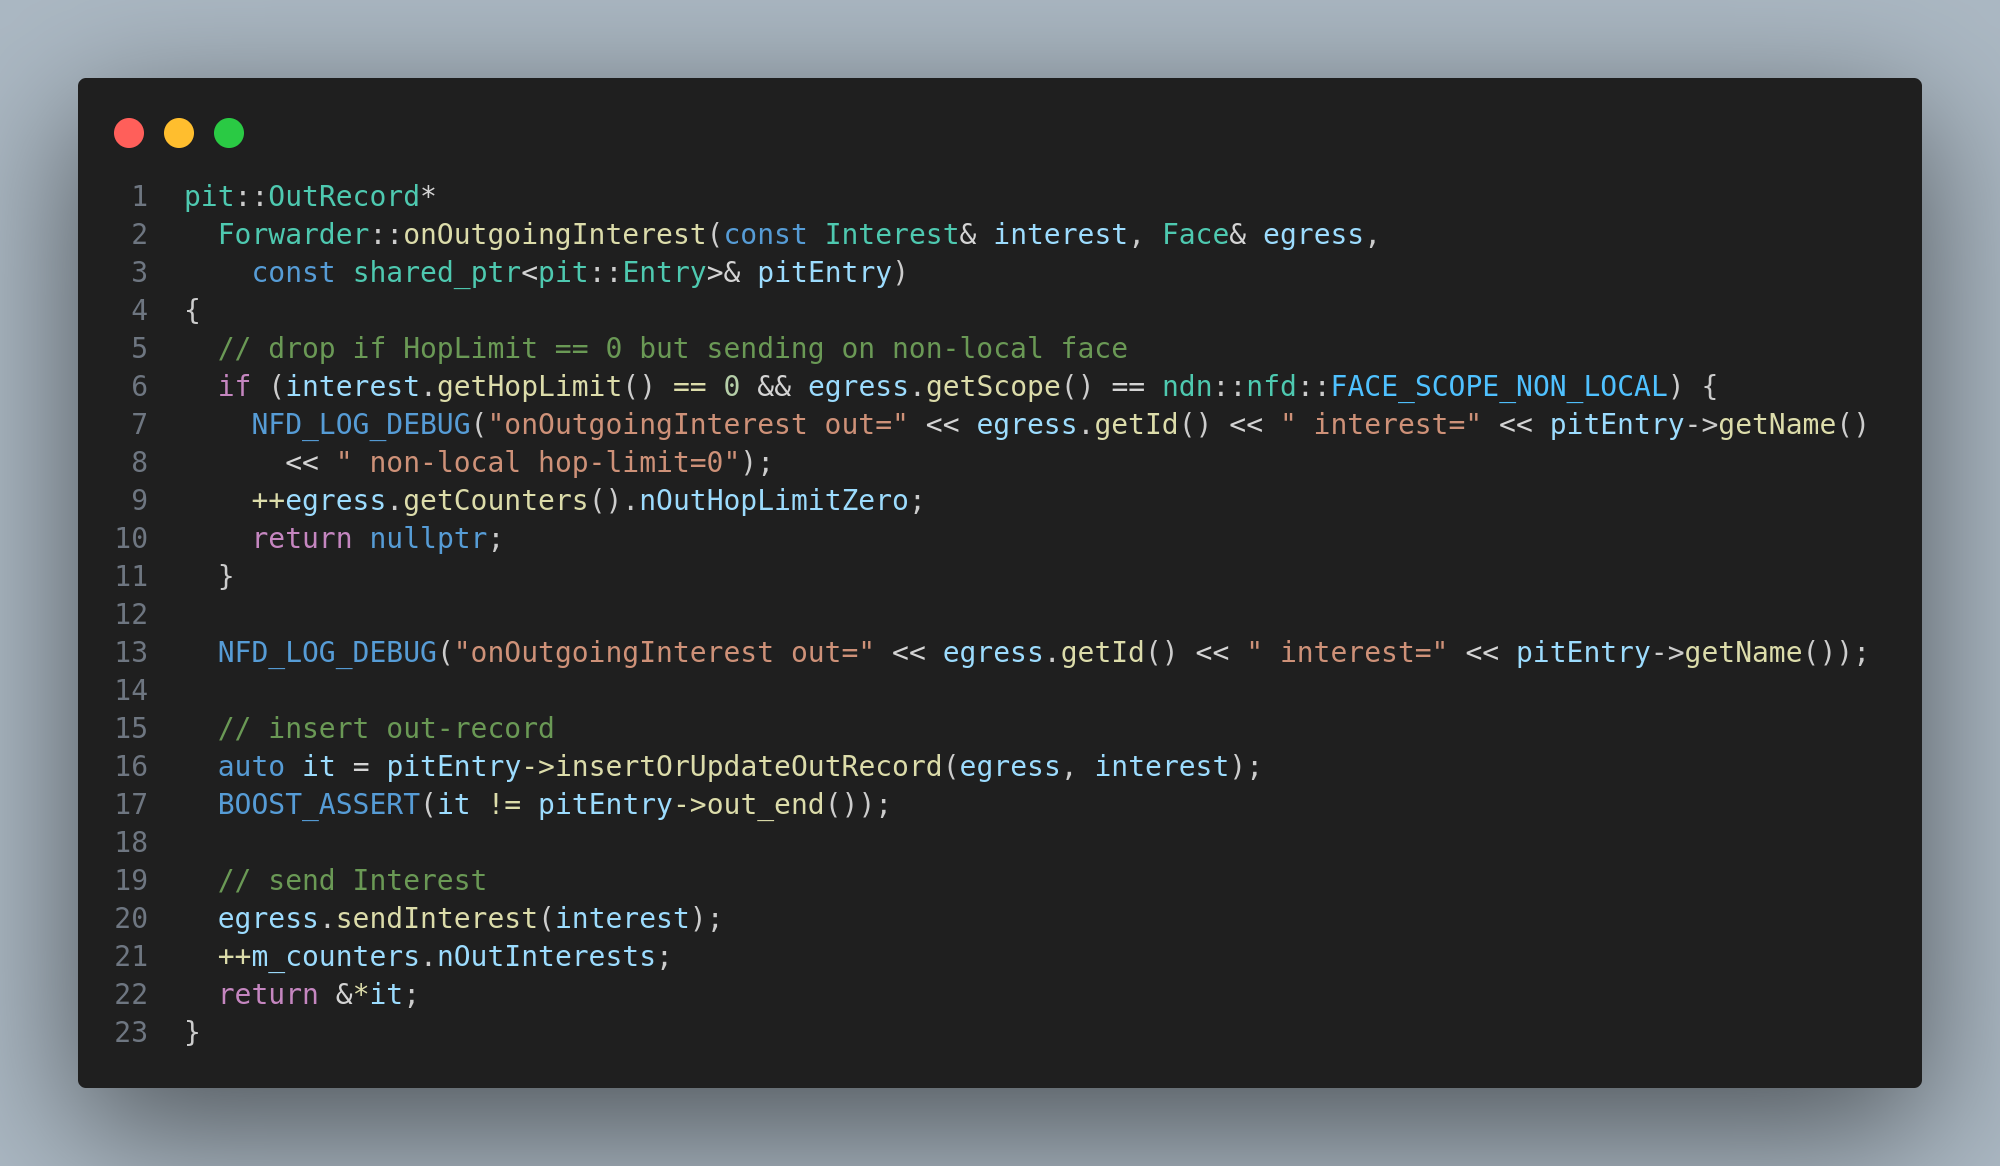 1 pit::OutRecord*
2   Forwarder::onOutgoingInterest(const Interest& interest, Face& egress,
3     const shared_ptr<pit::Entry>& pitEntry)
4 {
5   // drop if HopLimit == 0 but sending on non-local face
6   if (interest.getHopLimit() == 0 && egress.getScope() == ndn::nfd::FACE_SCOPE_NON_LOCAL) {
7     NFD_LOG_DEBUG("onOutgoingInterest out=" << egress.getId() << " interest=" << pitEntry->getName()
8       << " non-local hop-limit=0");
9     ++egress.getCounters().nOutHopLimitZero;
10     return nullptr;
11   }
12
13   NFD_LOG_DEBUG("onOutgoingInterest out=" << egress.getId() << " interest=" << pitEntry->getName());
14
15   // insert out-record
16   auto it = pitEntry->insertOrUpdateOutRecord(egress, interest);
17   BOOST_ASSERT(it != pitEntry->out_end());
18
19   // send Interest
20   egress.sendInterest(interest);
21   ++m_counters.nOutInterests;
22   return &*it;
23 }